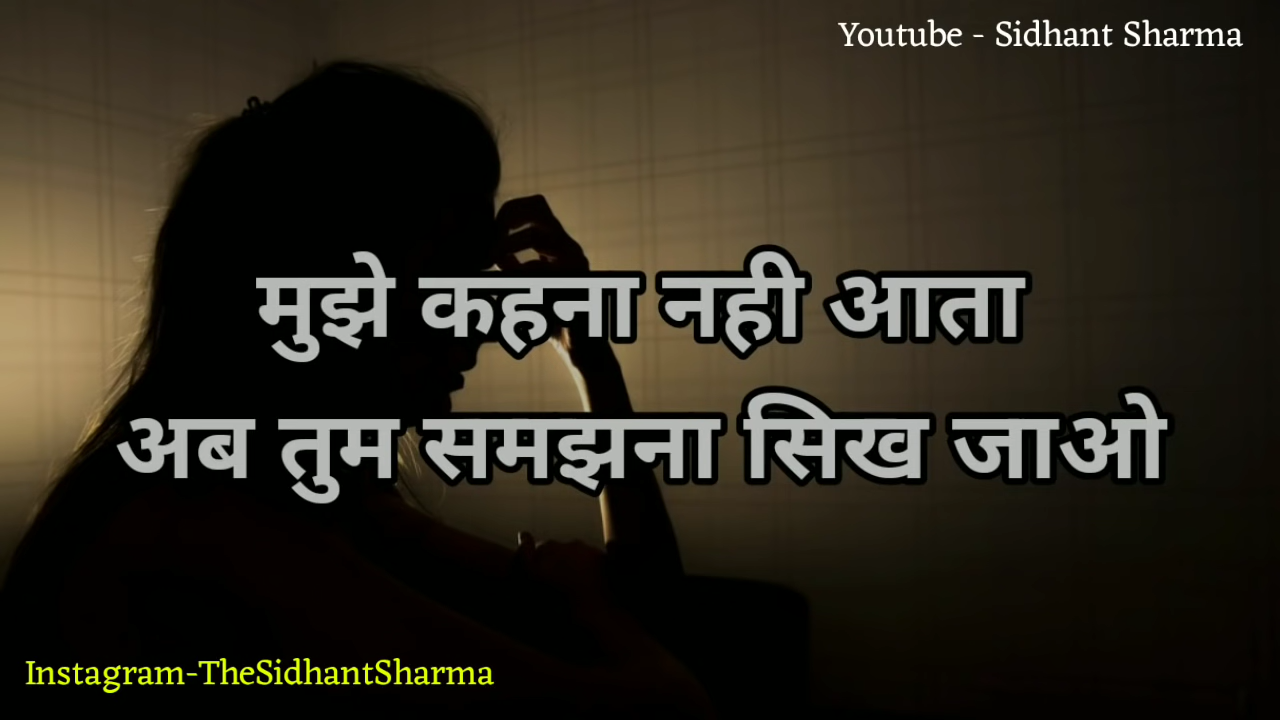 Youtube - Sidhant Sharma
मुझे कहना नही आता
अब तुम समझना सिख जाओ
Instagram-TheSidhantSharma